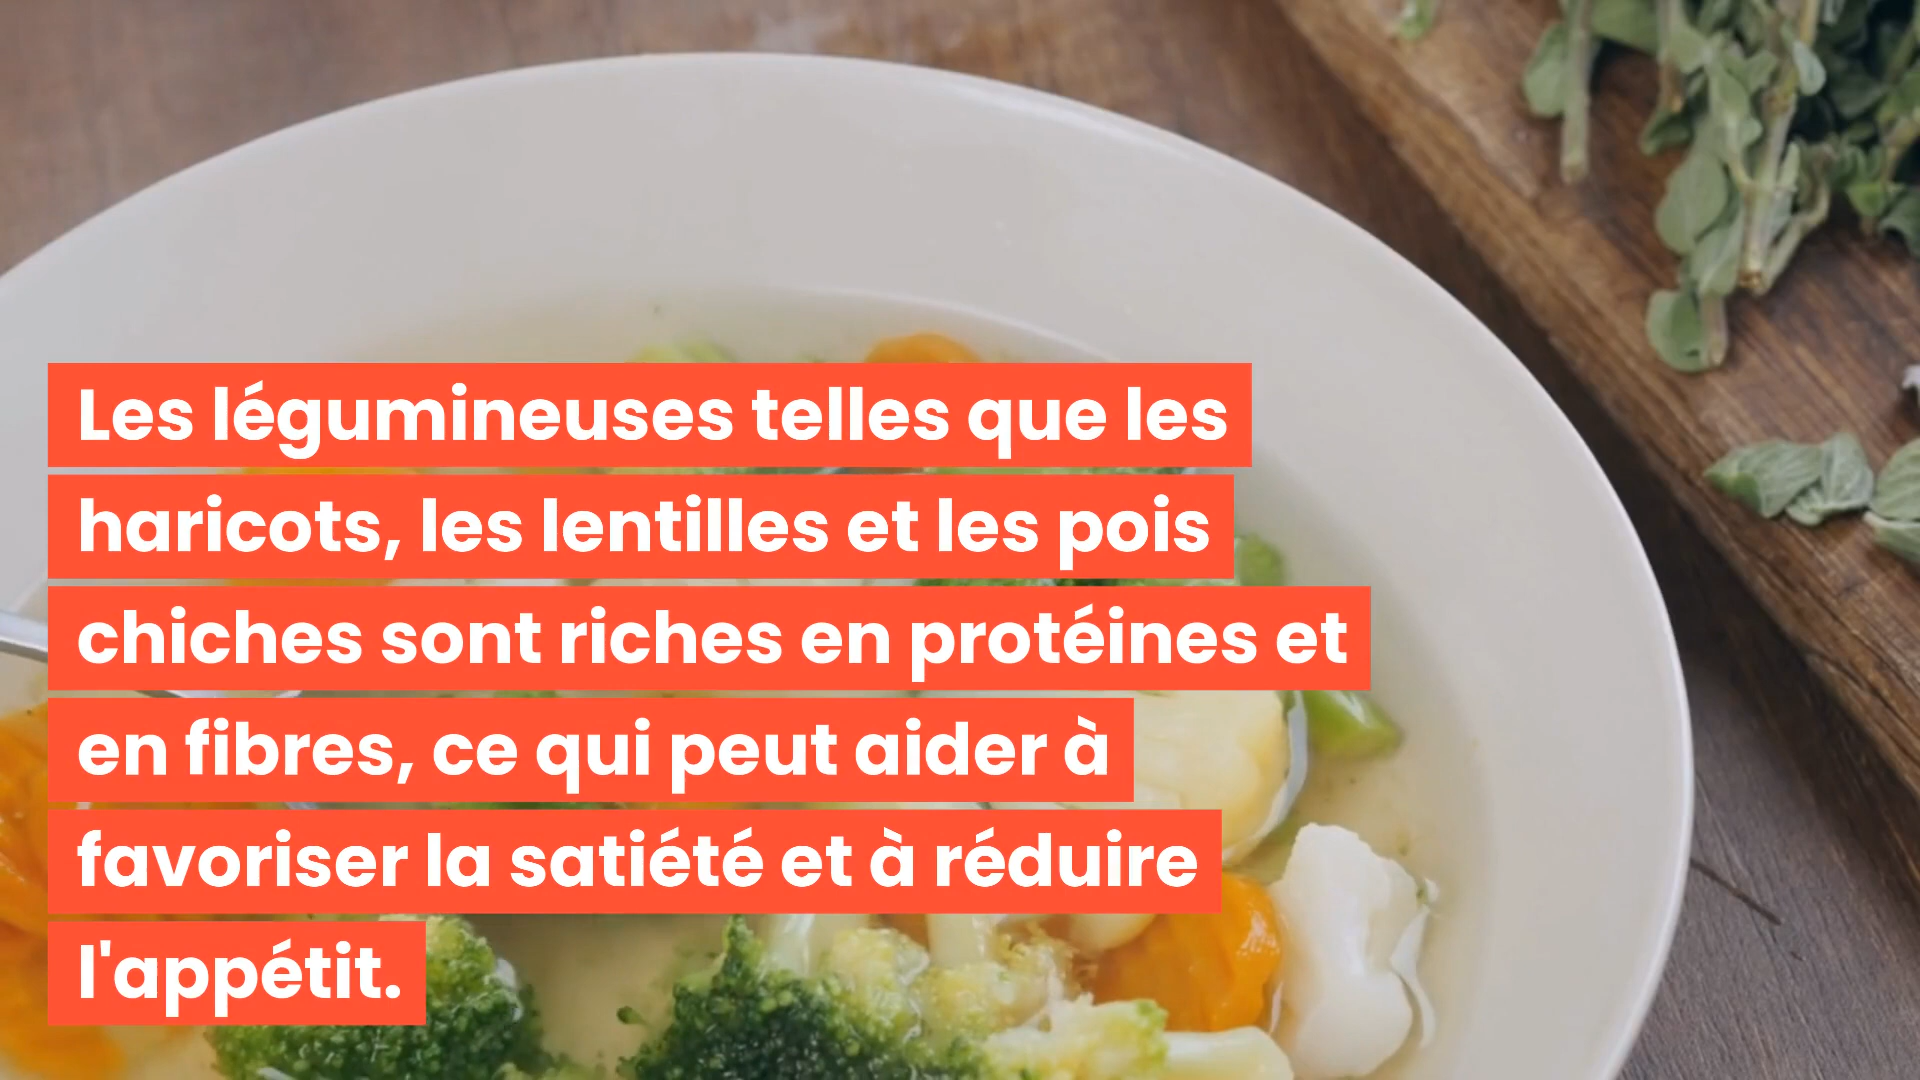 Les légumineuses telles que les
haricots, les lentilles et les pois
chiches sont riches en protéines et
en fibres, ce qui peut aider à
favoriser la satiété et à réduire
l'appétit.